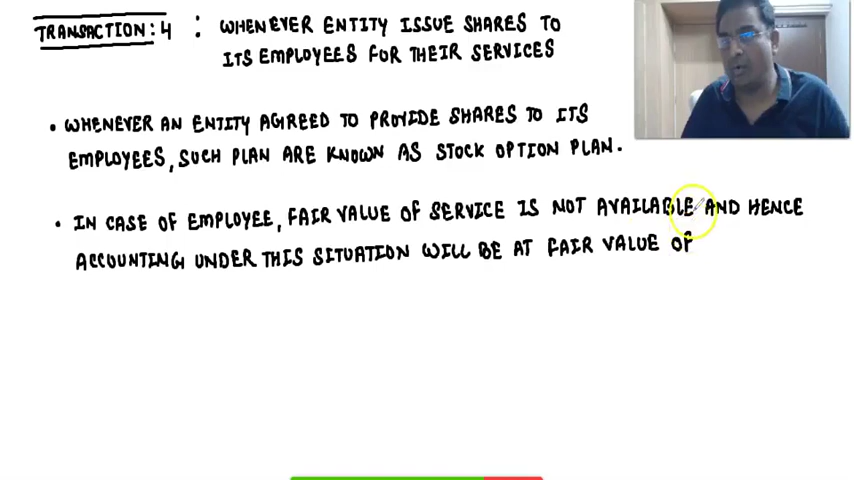 TRANSACTION: 4 : WHENEVER ENTITY ISSUE SHARES TO
ITS EMPLOYEES FOR THEIR SERVICES
• WHENEVER AN ENTITY AGREED TO PROVIDE SHARES TO ITS
EMPLOYEES, SUCH PLAN ARE KNOWN AS STOCK OPTION PLAN.
• IN CASE OF EMPLOYEE, FAIR VALUE OF SERVICE IS NOT AVAILABLE AND HENCE
ACCOUNTING UNDER THIS SITUATION WILL BE AT FAIR VALUE OF